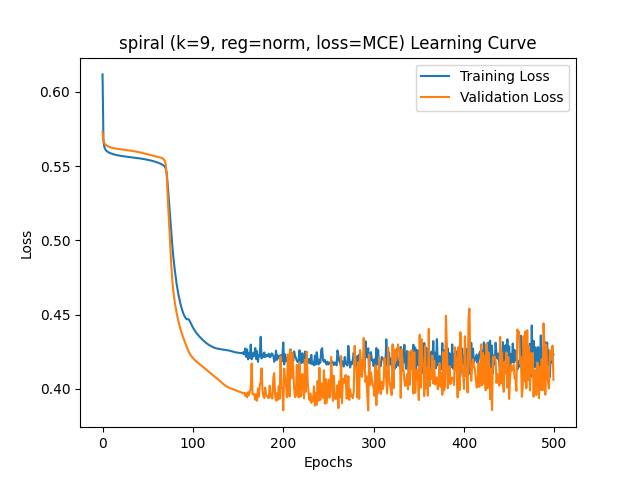 spiral (k=9, reg=norm, loss=MCE) Learning Curve
Training Loss
Validation Loss
Loss
0.60
0.55
0.50
0.45
0.40
0 100 200 300 400 500
Epochs